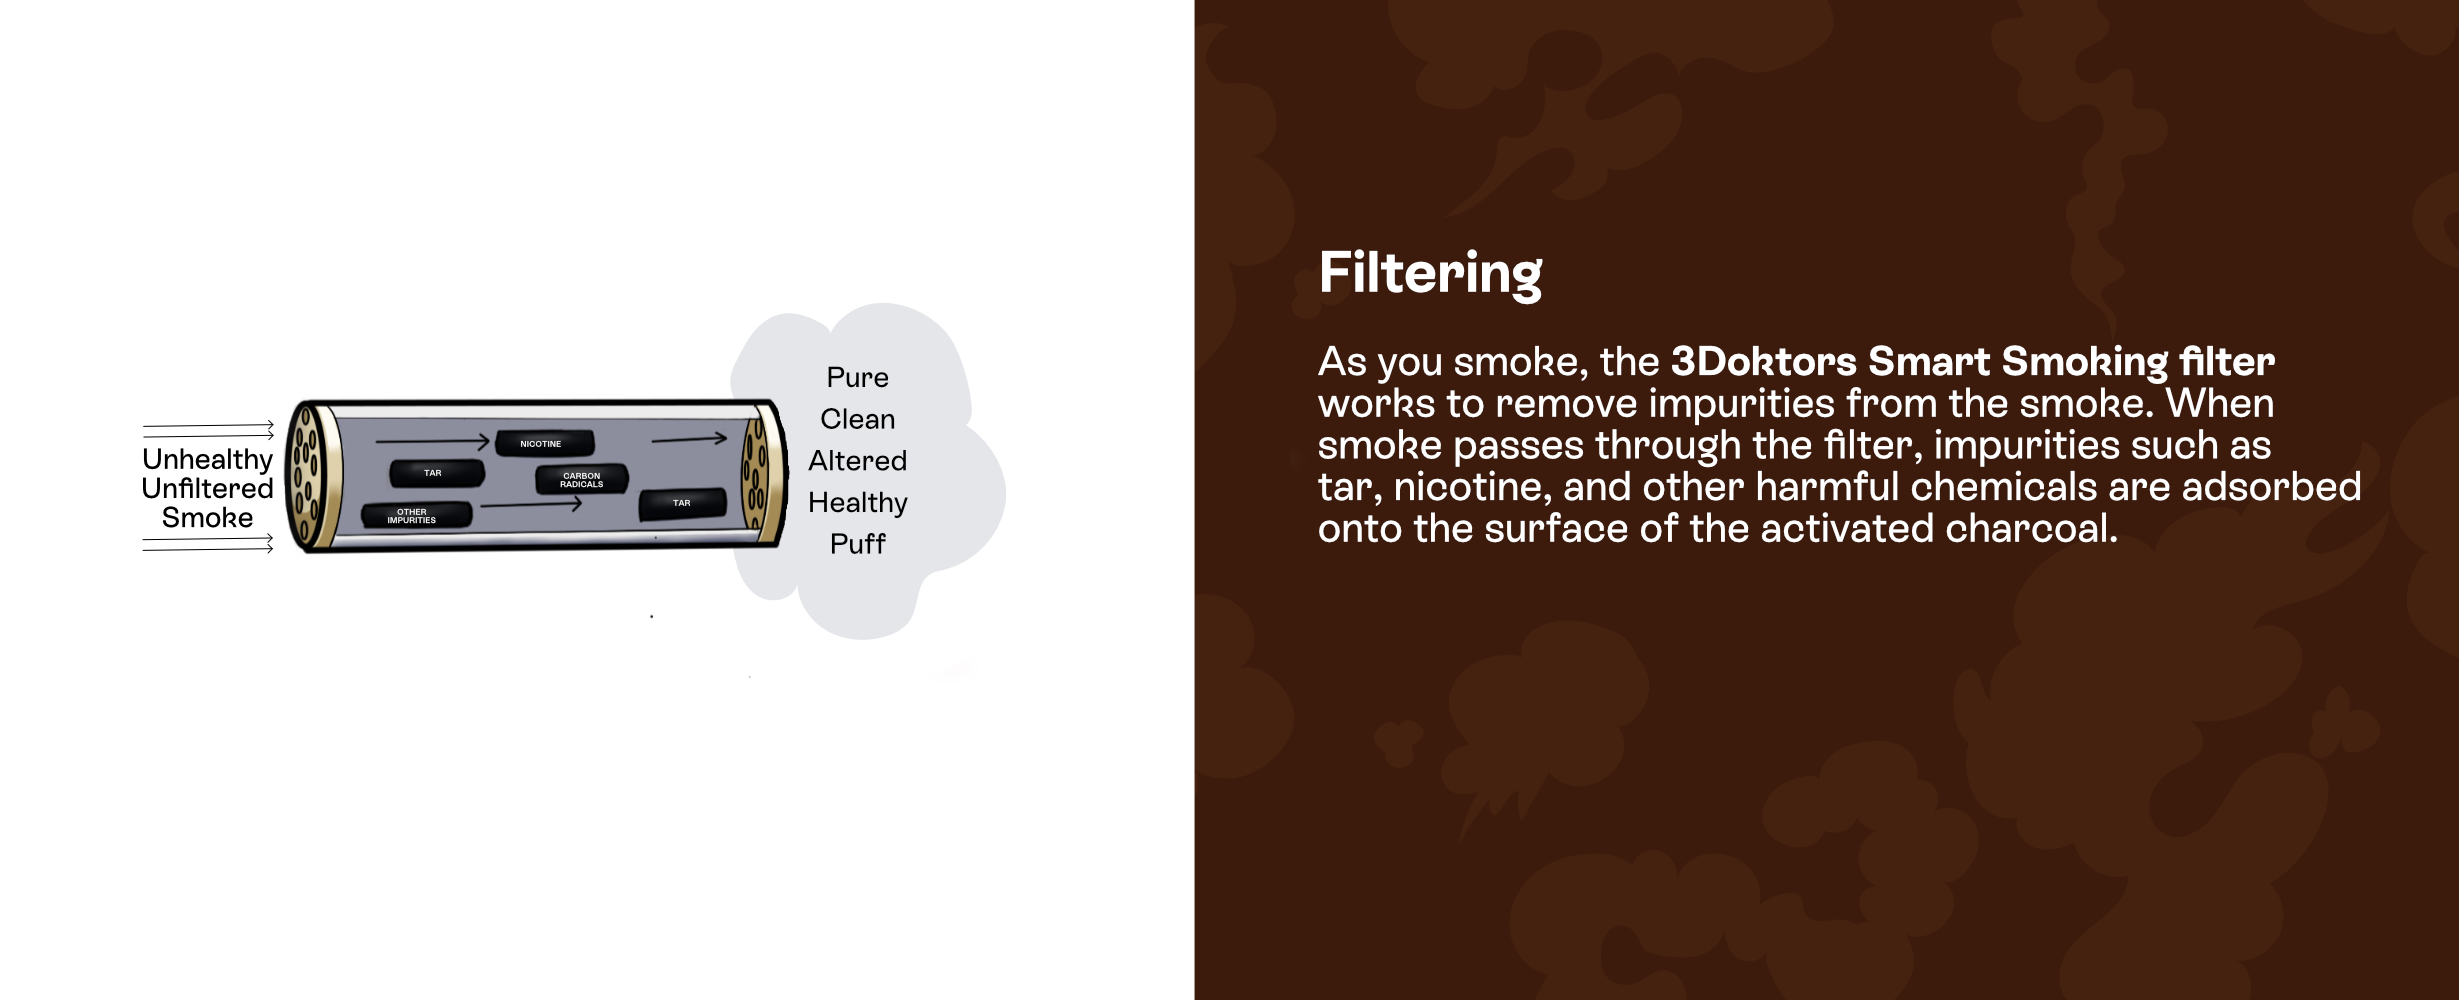 Unhealthy
Unfiltered
Smoke
NICOTINE
TAR
CARBON
RADICALS
TAR
OTHER
IMPURITIES
Pure
Clean
Altered
Healthy
Puff
Filtering
As you smoke, the 3Doktors Smart Smoking filter
works to remove impurities from the smoke. When
smoke passes through the filter, impurities such as
tar, nicotine, and other harmful chemicals are adsorbed
onto the surface of the activated charcoal.